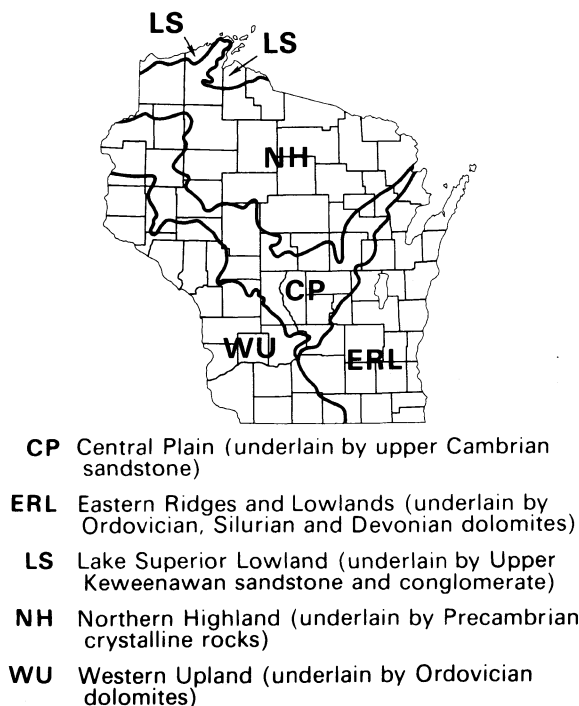 LS
LS
NH
CP
WU
ERL
CP Central Plain (underlain by upper Cambrian
sandstone)
ERL Eastern Ridges and Lowlands (underlain by
Ordovician, Silurian and Devonian dolomites)
LS Lake Superior Lowland (underlain by Upper
Keweenawan sandstone and conglomerate)
NH Northern Highland (underlain by Precambrian
crystalline rocks)
WU Western Upland (underlain by Ordovician
dolomites)